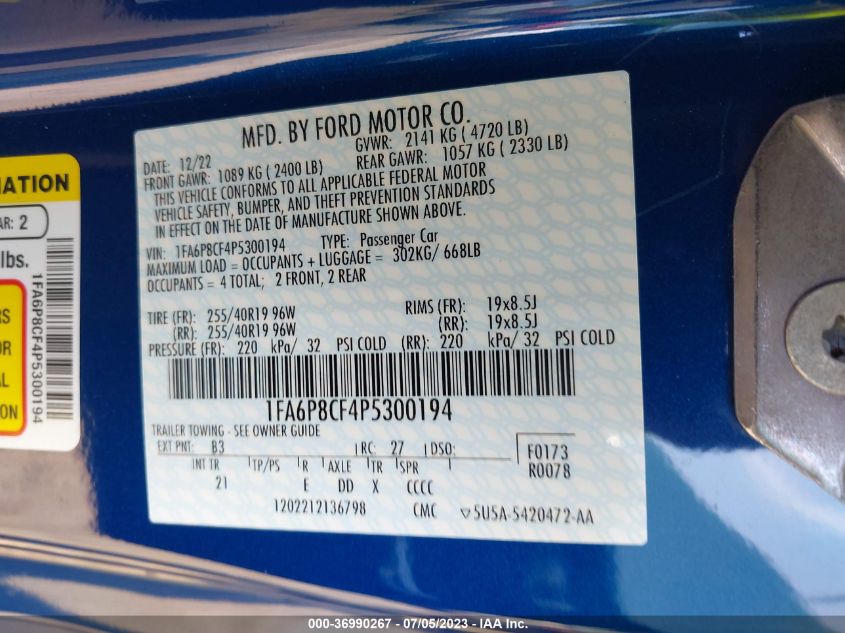 MFD. BY FORD MOTOR CO.
DATE: 12/22 GVWR: 2141 KG ( 4720 LB)
FRONT GAWR: 1089 KG ( 2400 LB) REAR GAWR: 1057 KG ( 2330 LB)
THIS VEHICLE CONFORMS TO ALL APPLICABLE FEDERAL MOTOR
VEHICLE SAFETY, BUMPER, AND THEFT PREVENTION STANDARDS
IN EFFECT ON THE DATE OF MANUFACTURE SHOWN ABOVE.
VIN: 1FA6P8CF4P5300194 TYPE: Passenger Car
MAXIMUM LOAD = OCCUPANTS + LUGGAGE = 302KG/ 668LB
OCCUPANTS = 4 TOTAL; 2 FRONT, 2 REAR
TIRE (FR): 255/40R19 96W RIMS (FR): 19x8.5J
(RR): 255/40R19 96W (RR): 19x8.5J
PRESSURE (FR): 220 kPa/ 32 PSI COLD (RR): 220 kPa/ 32 PSI COLD
1FA6P8CF4P5300194
TRAILER TOWING - SEE OWNER GUIDE
EXT PNT: B3 RC: 27 DSO: F0173
R0078
INT TR TP/PS R AXLE TR SPR
21 E DD X CCCC
1202212136798 CMC 5U5A-5420472-AA
MATION
AR: 2
lbs.
1FA6P8CF4P5300194
RS
OR
AL
ON
000-36990267 - 07/05/2023 - IAA Inc.